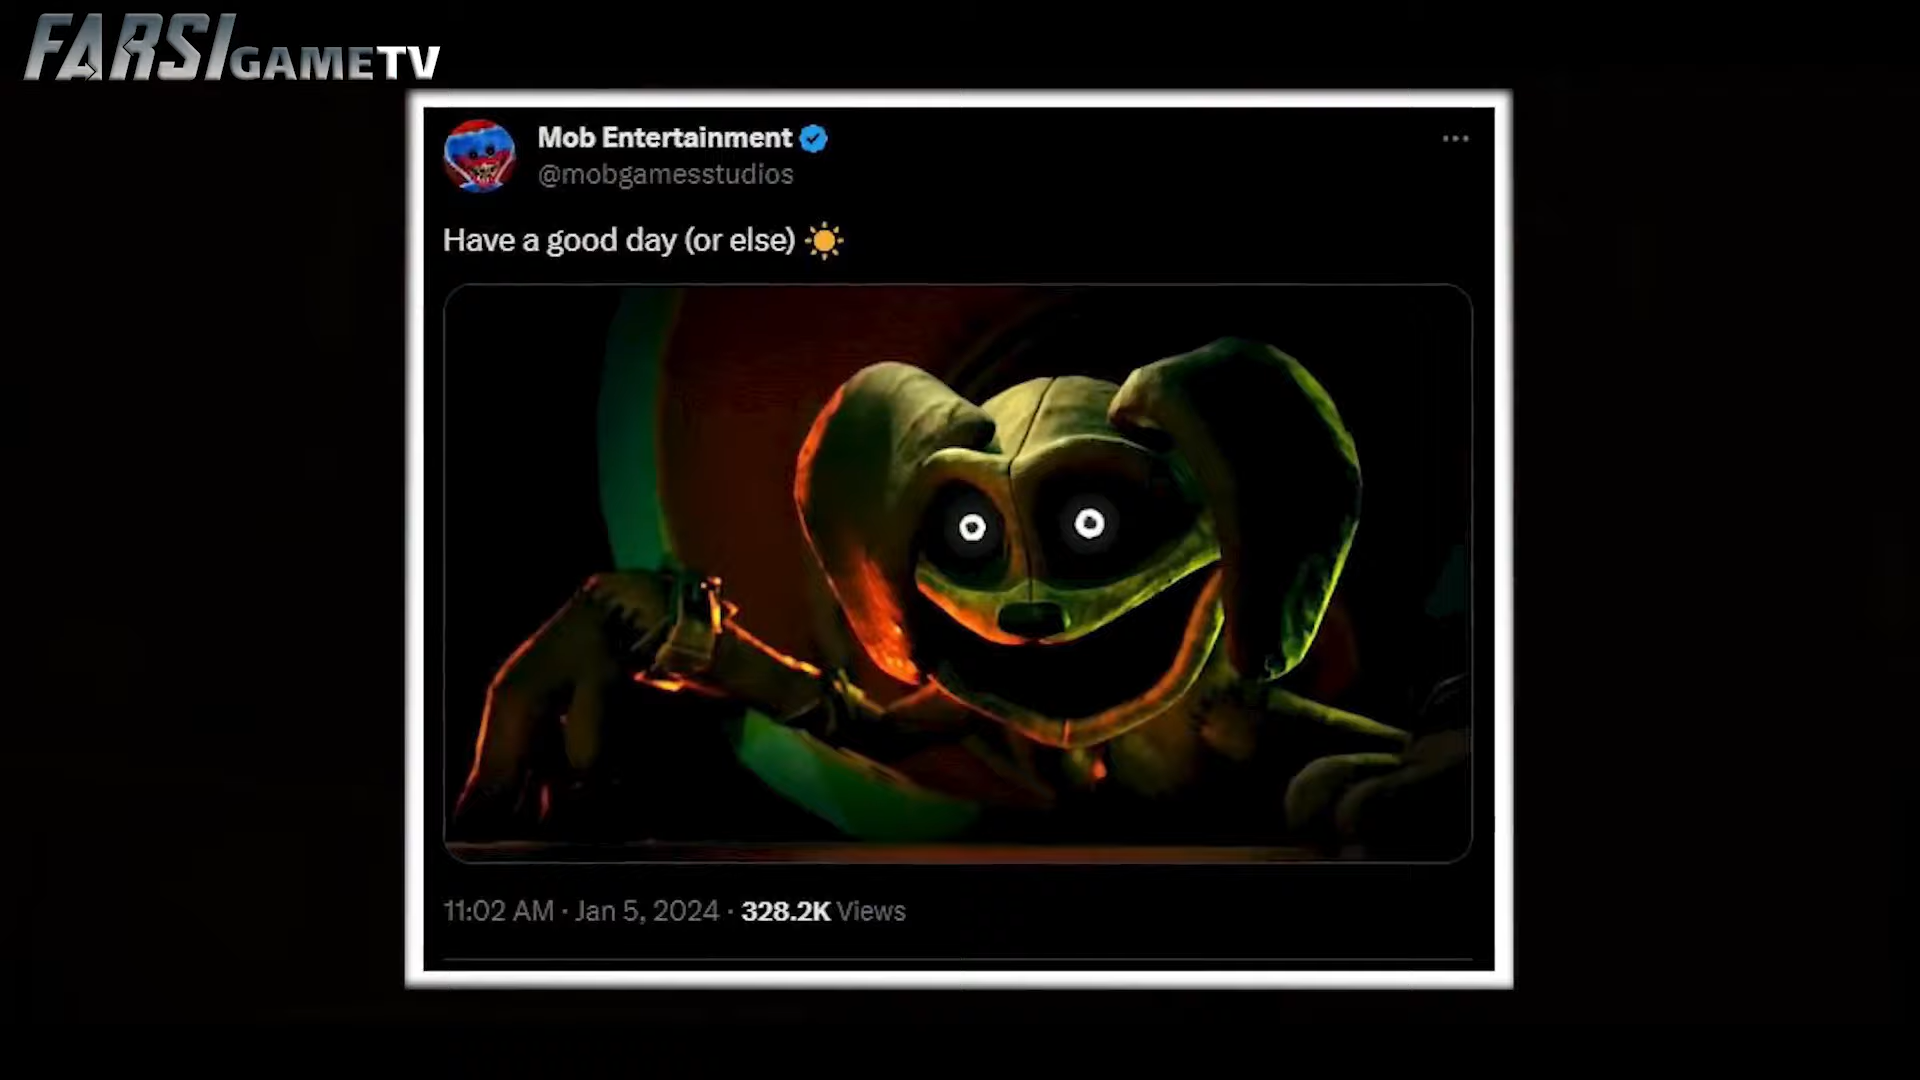 FARSIGAMETV
Mob Entertainment
@mobgamesstudios
Have a good day (or else)
11:02 AM · Jan 5, 2024 · 328.2K Views